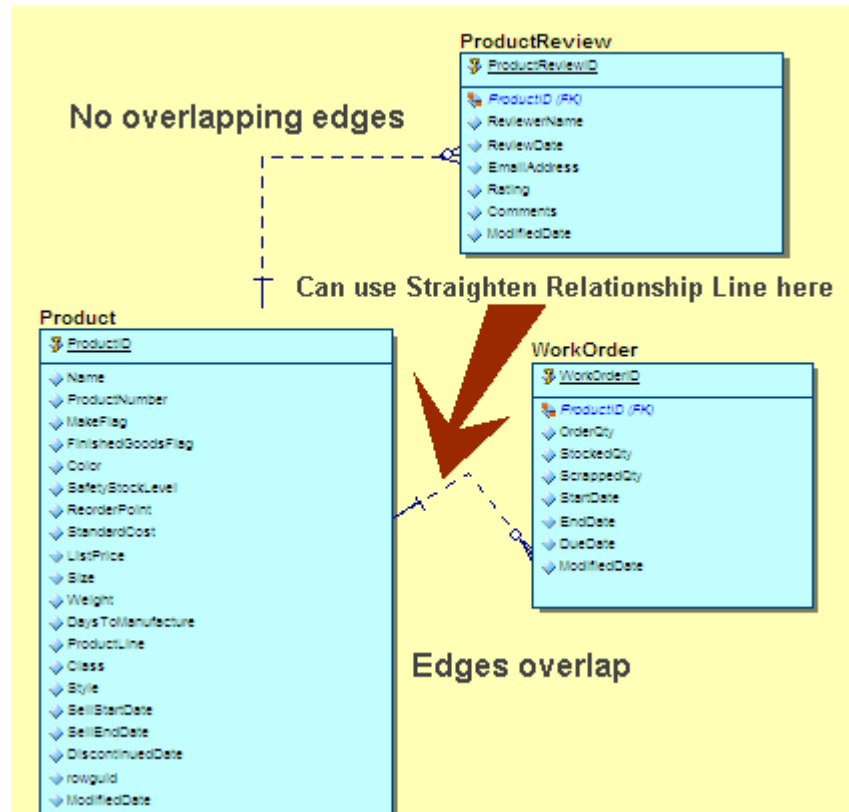 ProductReview
ProductReviewID
ProductID (FK)
ReviewerName
ReviewDate
EmailAddress
Rating
Comments
ModifiedDate
No overlapping edges
Can use Straighten Relationship Line here
Product
ProductID
Name
ProductNumber
MakeFlag
FinishedGoodsFlag
Color
SafetyStockLevel
ReorderPoint
StandardCost
ListPrice
Size
Weight
DaysToManufacture
ProductLine
Class
Style
SellStartDate
SellEndDate
DiscontinuedDate
rowguid
ModifiedDate
WorkOrder
WorkOrderID
ProductID (FK)
OrderQty
StockedQty
ScrappedQty
StartDate
EndDate
DueDate
ModifiedDate
Edges overlap